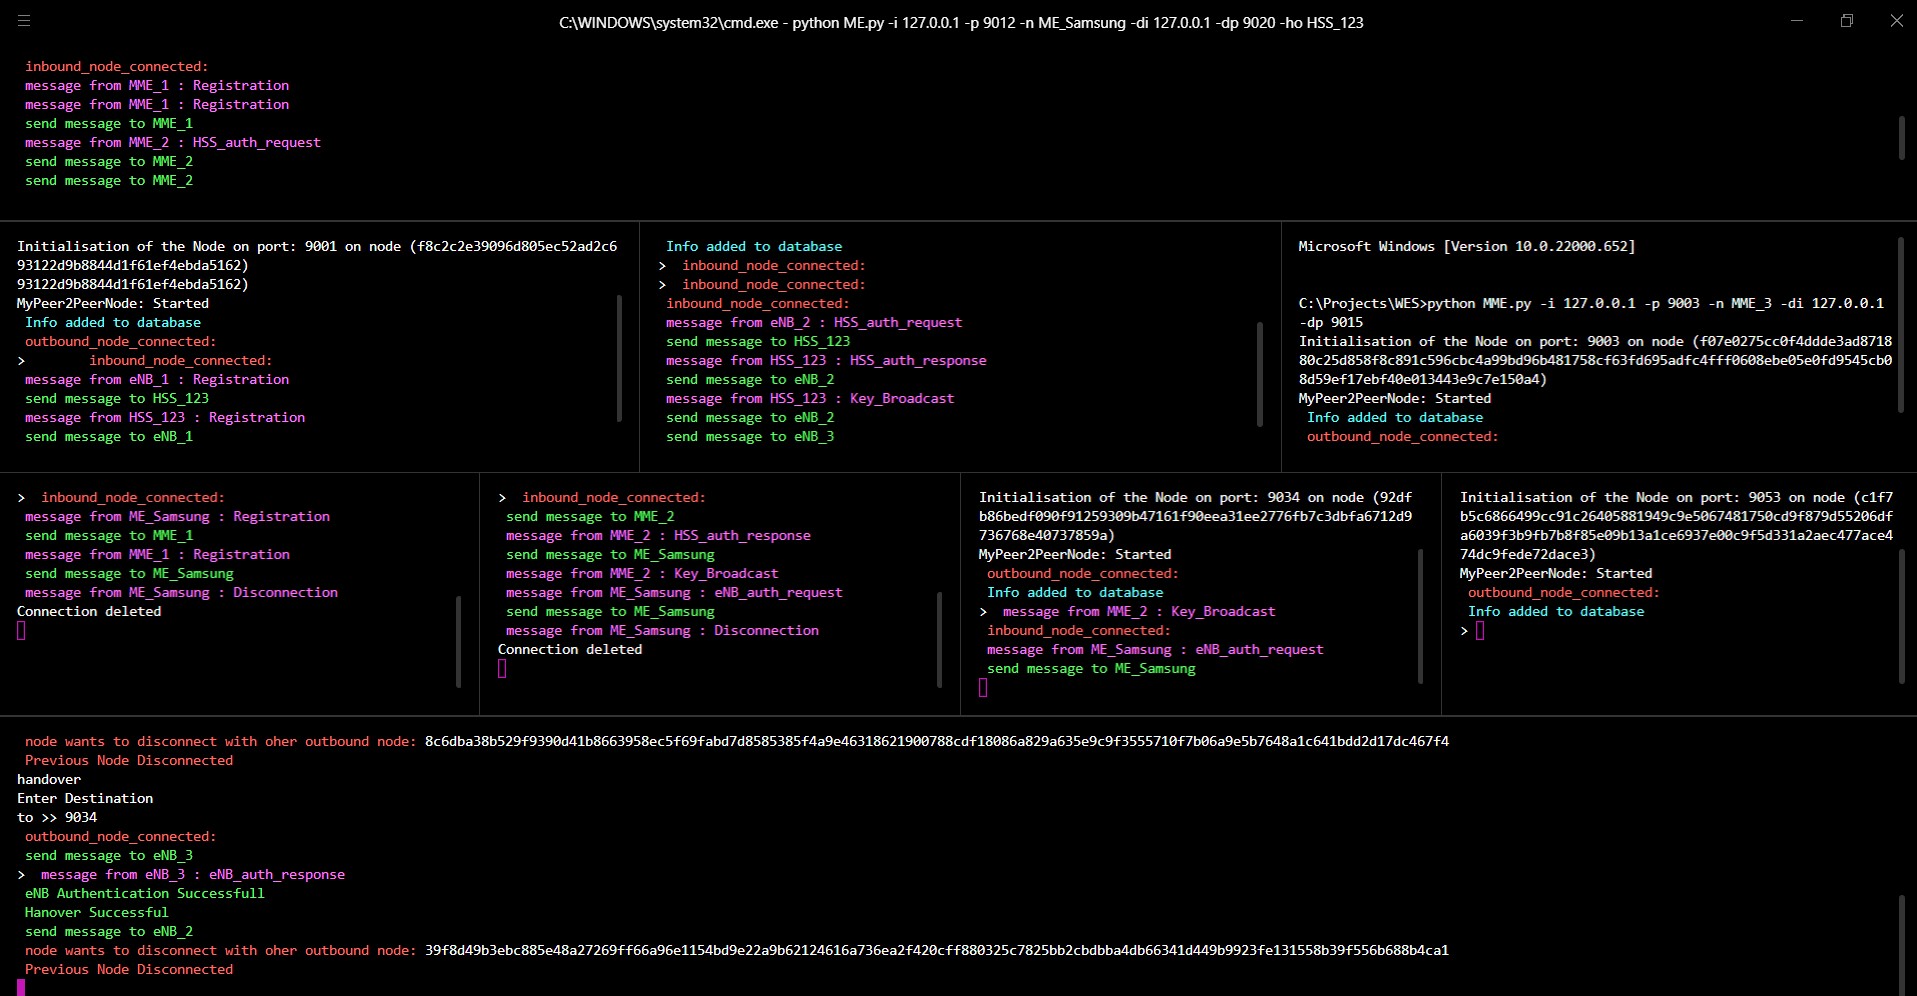 C:\WINDOWS\system32\cmd.exe - python ME.py -i 127.0.0.1 -p 9012 -n ME_Samsung -di 127.0.0.1 -dp 9020 -ho HSS_123
inbound_node_connected:
message from MME_1 : Registration
message from MME_1 : Registration
send message to MME_1
message from MME_2 : HSS_auth_request
send message to MME_2
send message to MME_2
Initialisation of the Node on port: 9001 on node (f8c2c2e39096d805ec52ad2c6
93122d9b8844d1f61ef4ebda5162)
93122d9b8844d1f61ef4ebda5162)
MyPeer2PeerNode: Started
Info added to database
outbound_node_connected:
> inbound_node_connected:
message from eNB_1 : Registration
send message to HSS_123
message from HSS_123 : Registration
send message to eNB_1
Info added to database
> inbound_node_connected:
> inbound_node_connected:
inbound_node_connected:
message from eNB_2 : HSS_auth_request
send message to HSS_123
message from HSS_123 : HSS_auth_response
send message to eNB_2
message from HSS_123 : Key_Broadcast
send message to eNB_2
send message to eNB_3
Microsoft Windows [Version 10.0.22000.652]
C:\Projects\WES>python MME.py -i 127.0.0.1 -p 9003 -n MME_3 -di 127.0.0.1
-dp 9015
Initialisation of the Node on port: 9003 on node (f07e0275cc0f4ddde3ad8718
80c25d858f8c891c596cbc4a99bd96b481758cf63fd695adfc4fff0608ebe05e0fd9545cb0
8d59ef17ebf40e013443e9c7e150a4)
MyPeer2PeerNode: Started
Info added to database
outbound_node_connected:
> inbound_node_connected:
message from ME_Samsung : Registration
send message to MME_1
message from MME_1 : Registration
send message to ME_Samsung
message from ME_Samsung : Disconnection
Connection deleted
> inbound_node_connected:
send message to MME_2
message from MME_2 : HSS_auth_response
send message to ME_Samsung
message from MME_2 : Key_Broadcast
message from ME_Samsung : eNB_auth_request
send message to ME_Samsung
message from ME_Samsung : Disconnection
Connection deleted
Initialisation of the Node on port: 9034 on node (92df
b86bedf090f91259309b47161f90eea31ee2776fb7c3dbfa6712d9
736768e40737859a)
MyPeer2PeerNode: Started
outbound_node_connected:
Info added to database
> message from MME_2 : Key_Broadcast
inbound_node_connected:
message from ME_Samsung : eNB_auth_request
send message to ME_Samsung
Initialisation of the Node on port: 9053 on node (c1f7
b5c6866499cc91c26405881949c9e5067481750cd9f879d55206df
a6039f3b9fb7b8f85e09b13a1ce6937e00c9f5d331a2aec477ace4
74dc9fede72dace3)
MyPeer2PeerNode: Started
outbound_node_connected:
Info added to database
>
node wants to disconnect with oher outbound node: 8c6dba38b529f9390d41b8663958ec5f69fabd7d8585385f4a9e46318621900788cdf18086a829a635e9c9f3555710f7b06a9e5b7648a1c641bdd2d17dc467f4
Previous Node Disconnected
handover
Enter Destination
to >> 9034
outbound_node_connected:
send message to eNB_3
> message from eNB_3 : eNB_auth_response
eNB Authentication Successfull
Hanover Successful
send message to eNB_2
node wants to disconnect with oher outbound node: 39f8d49b3ebc885e48a27269ff66a96e1154bd9e22a9b62124616a736ea2f420cff880325c7825bb2cbdbba4db66341d449b9923fe131558b39f556b688b4ca1
Previous Node Disconnected